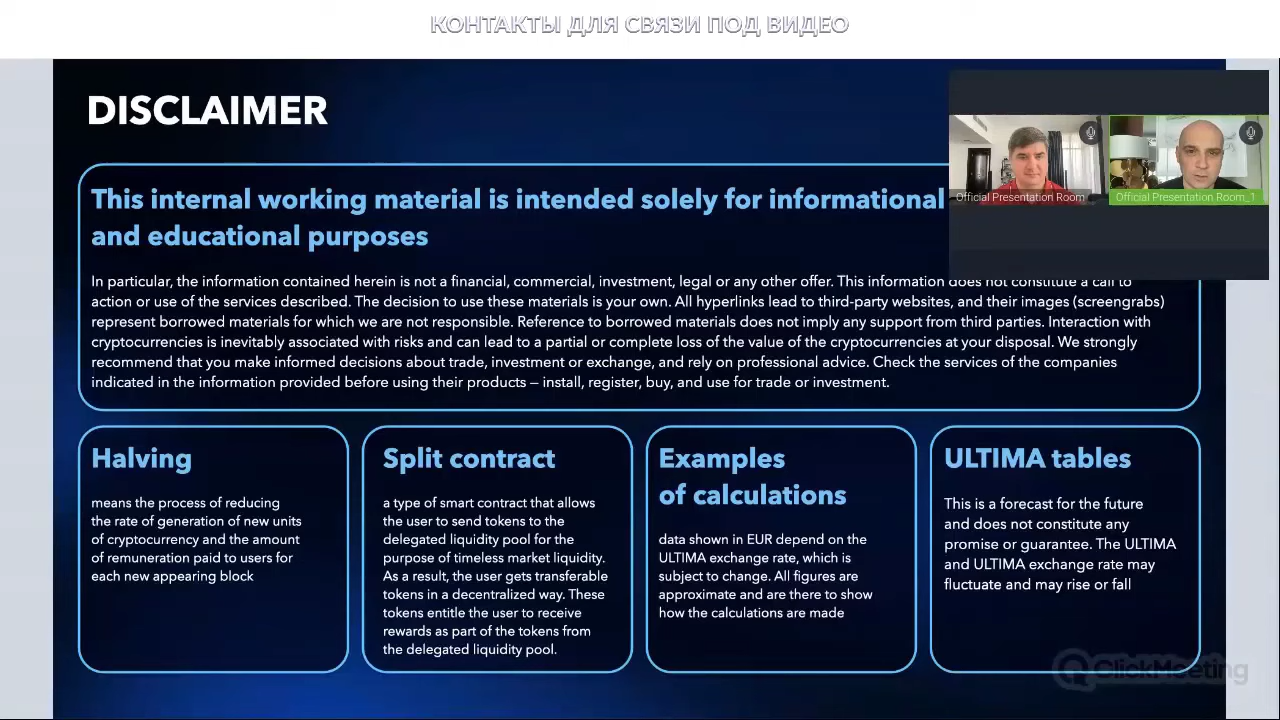 КОНТАКТЫ ДЛЯ СВЯЗИ ПОД ВИДЕО
DISCLAIMER
This internal working material is intended solely for informational
and educational purposes
In particular, the information contained herein is not a financial, commercial, investment, legal or any other offer. This information does not constitute a call to
action or use of the services described. The decision to use these materials is your own. All hyperlinks lead to third-party websites, and their images (screengrabs)
represent borrowed materials for which we are not responsible. Reference to borrowed materials does not imply any support from third parties. Interaction with
cryptocurrencies is inevitably associated with risks and can lead to a partial or complete loss of the value of the cryptocurrencies at your disposal. We strongly
recommend that you make informed decisions about trade, investment or exchange, and rely on professional advice. Check the services of the companies
indicated in the information provided before using their products — install, register, buy, and use for trade or investment.
Official Presentation Room
Official Presentation Room_1
Halving
means the process of reducing
the rate of generation of new units
of cryptocurrency and the amount
of remuneration paid to users for
each new appearing block
Split contract
a type of smart contract that allows
the user to send tokens to the
delegated liquidity pool for the
purpose of timeless market liquidity.
As a result, the user gets transferable
tokens in a decentralized way. These
tokens entitle the user to receive
rewards as part of the tokens from
the delegated liquidity pool.
Examples
of calculations
data shown in EUR depend on the
ULTIMA exchange rate, which is
subject to change. All figures are
approximate and are there to show
how the calculations are made
ULTIMA tables
This is a forecast for the future
and does not constitute any
promise or guarantee. The ULTIMA
and ULTIMA exchange rate may
fluctuate and may rise or fall
ClickMeeting